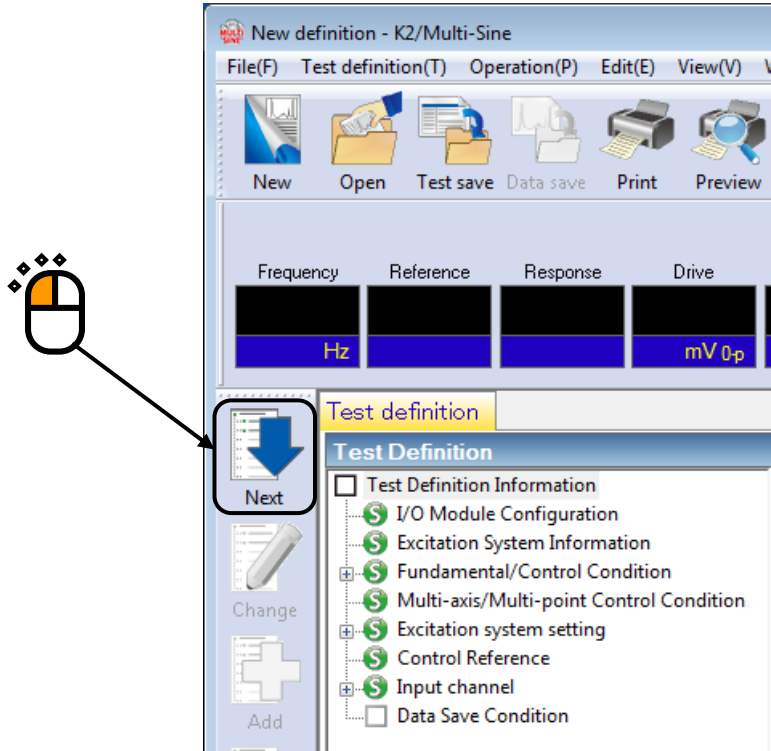 New definition - K2/Multi-Sine
File(F) Test definition(T) Operation(P) Edit(E) View(V)
New Open Test save Data save Print Preview
Frequency Reference Response Drive
Hz mV 0-p
Test definition
Test Definition
Next
Change
Add
Test Definition Information
I/O Module Configuration
Excitation System Information
Fundamental/Control Condition
Multi-axis/Multi-point Control Condition
Excitation system setting
Control Reference
Input channel
Data Save Condition